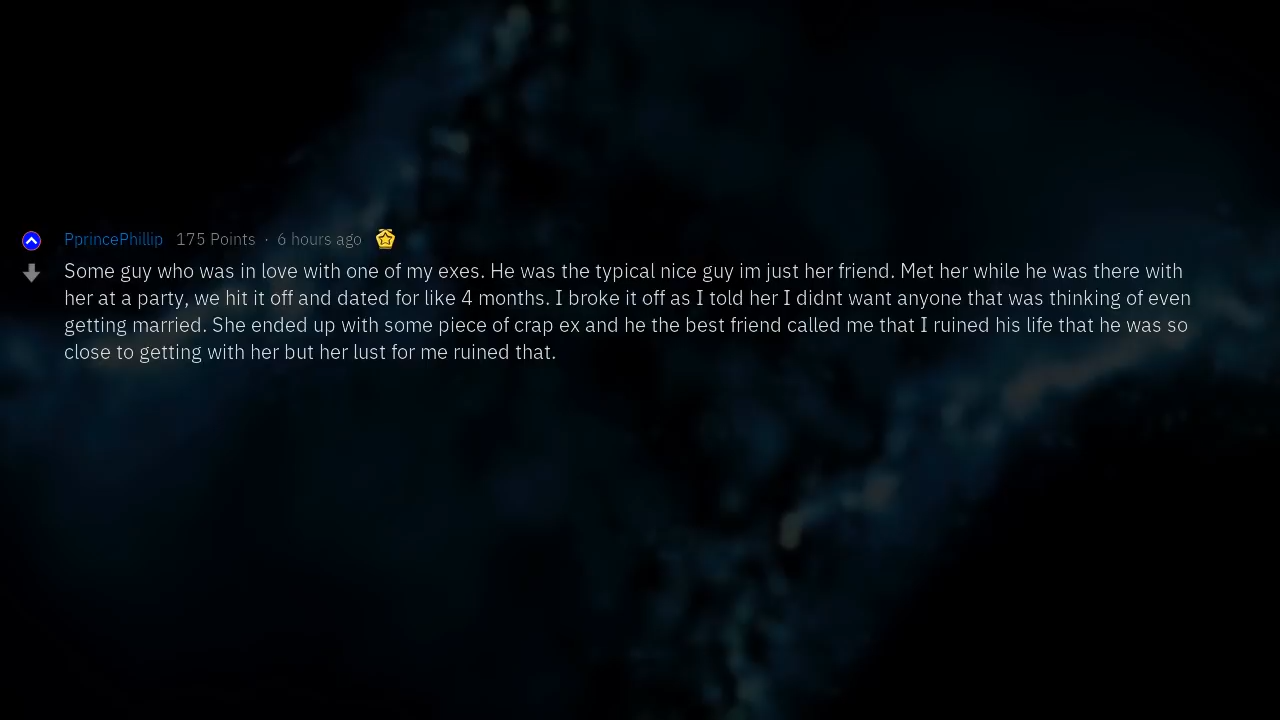 PprincePhillip 175 Points · 6 hours ago
Some guy who was in love with one of my exes. He was the typical nice guy im just her friend. Met her while he was there with
her at a party, we hit it off and dated for like 4 months. I broke it off as I told her I didnt want anyone that was thinking of even
getting married. She ended up with some piece of crap ex and he the best friend called me that I ruined his life that he was so
close to getting with her but her lust for me ruined that.